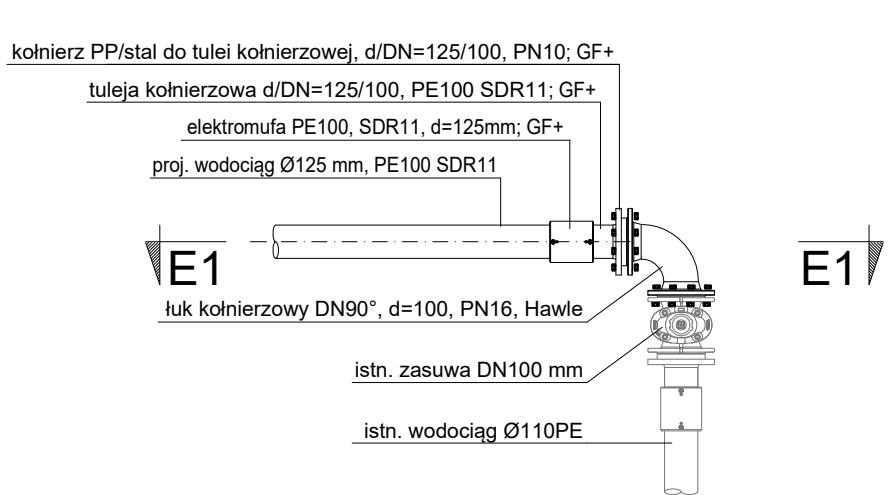 kołnierz PP/stal do tulei kołnierzowej, d/DN=125/100, PN10; GF+
tuleja kołnierzowa d/DN=125/100, PE100 SDR11; GF+
elektromufa PE100, SDR11, d=125mm; GF+
proj. wodociąg Ø125 mm, PE100 SDR11
E1
E1
łuk kołnierzowy DN90°, d=100, PN16, Hawle
istn. zasuwa DN100 mm
istn. wodociąg Ø110PE